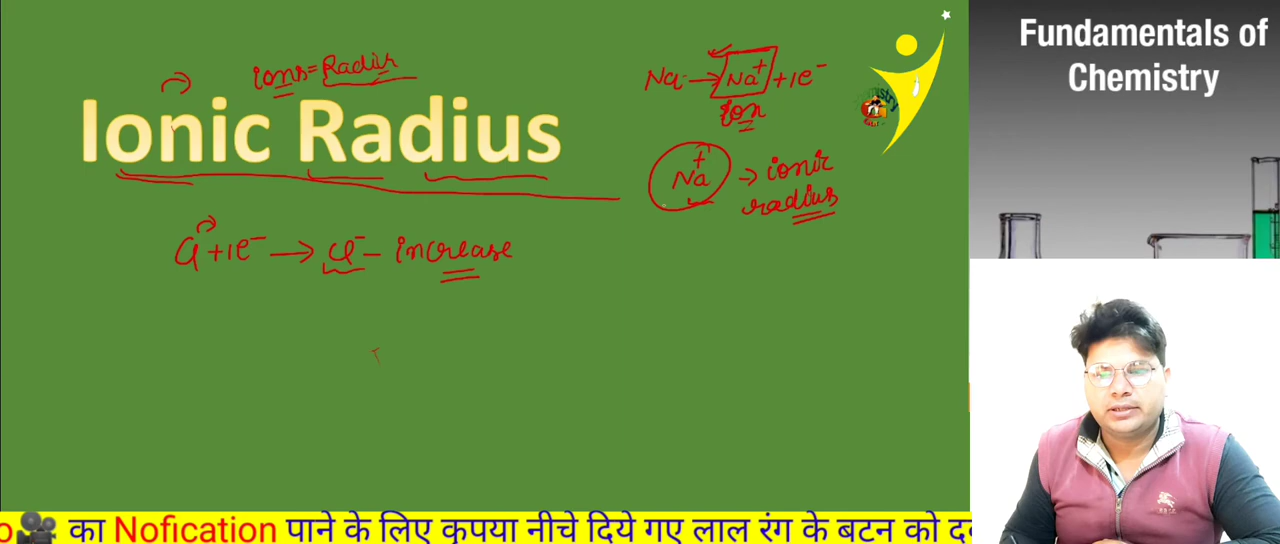 ions = Radius
Ionic Radius
Na → Na⁺ + 1e⁻
ion
Na⁺ → ionic
radius
Cl + 1e⁻ → Cl⁻ – increase
Fundamentals of
Chemistry
का Nofication पाने के लिए कृपया नीचे दिये गए लाल रंग के बटन को